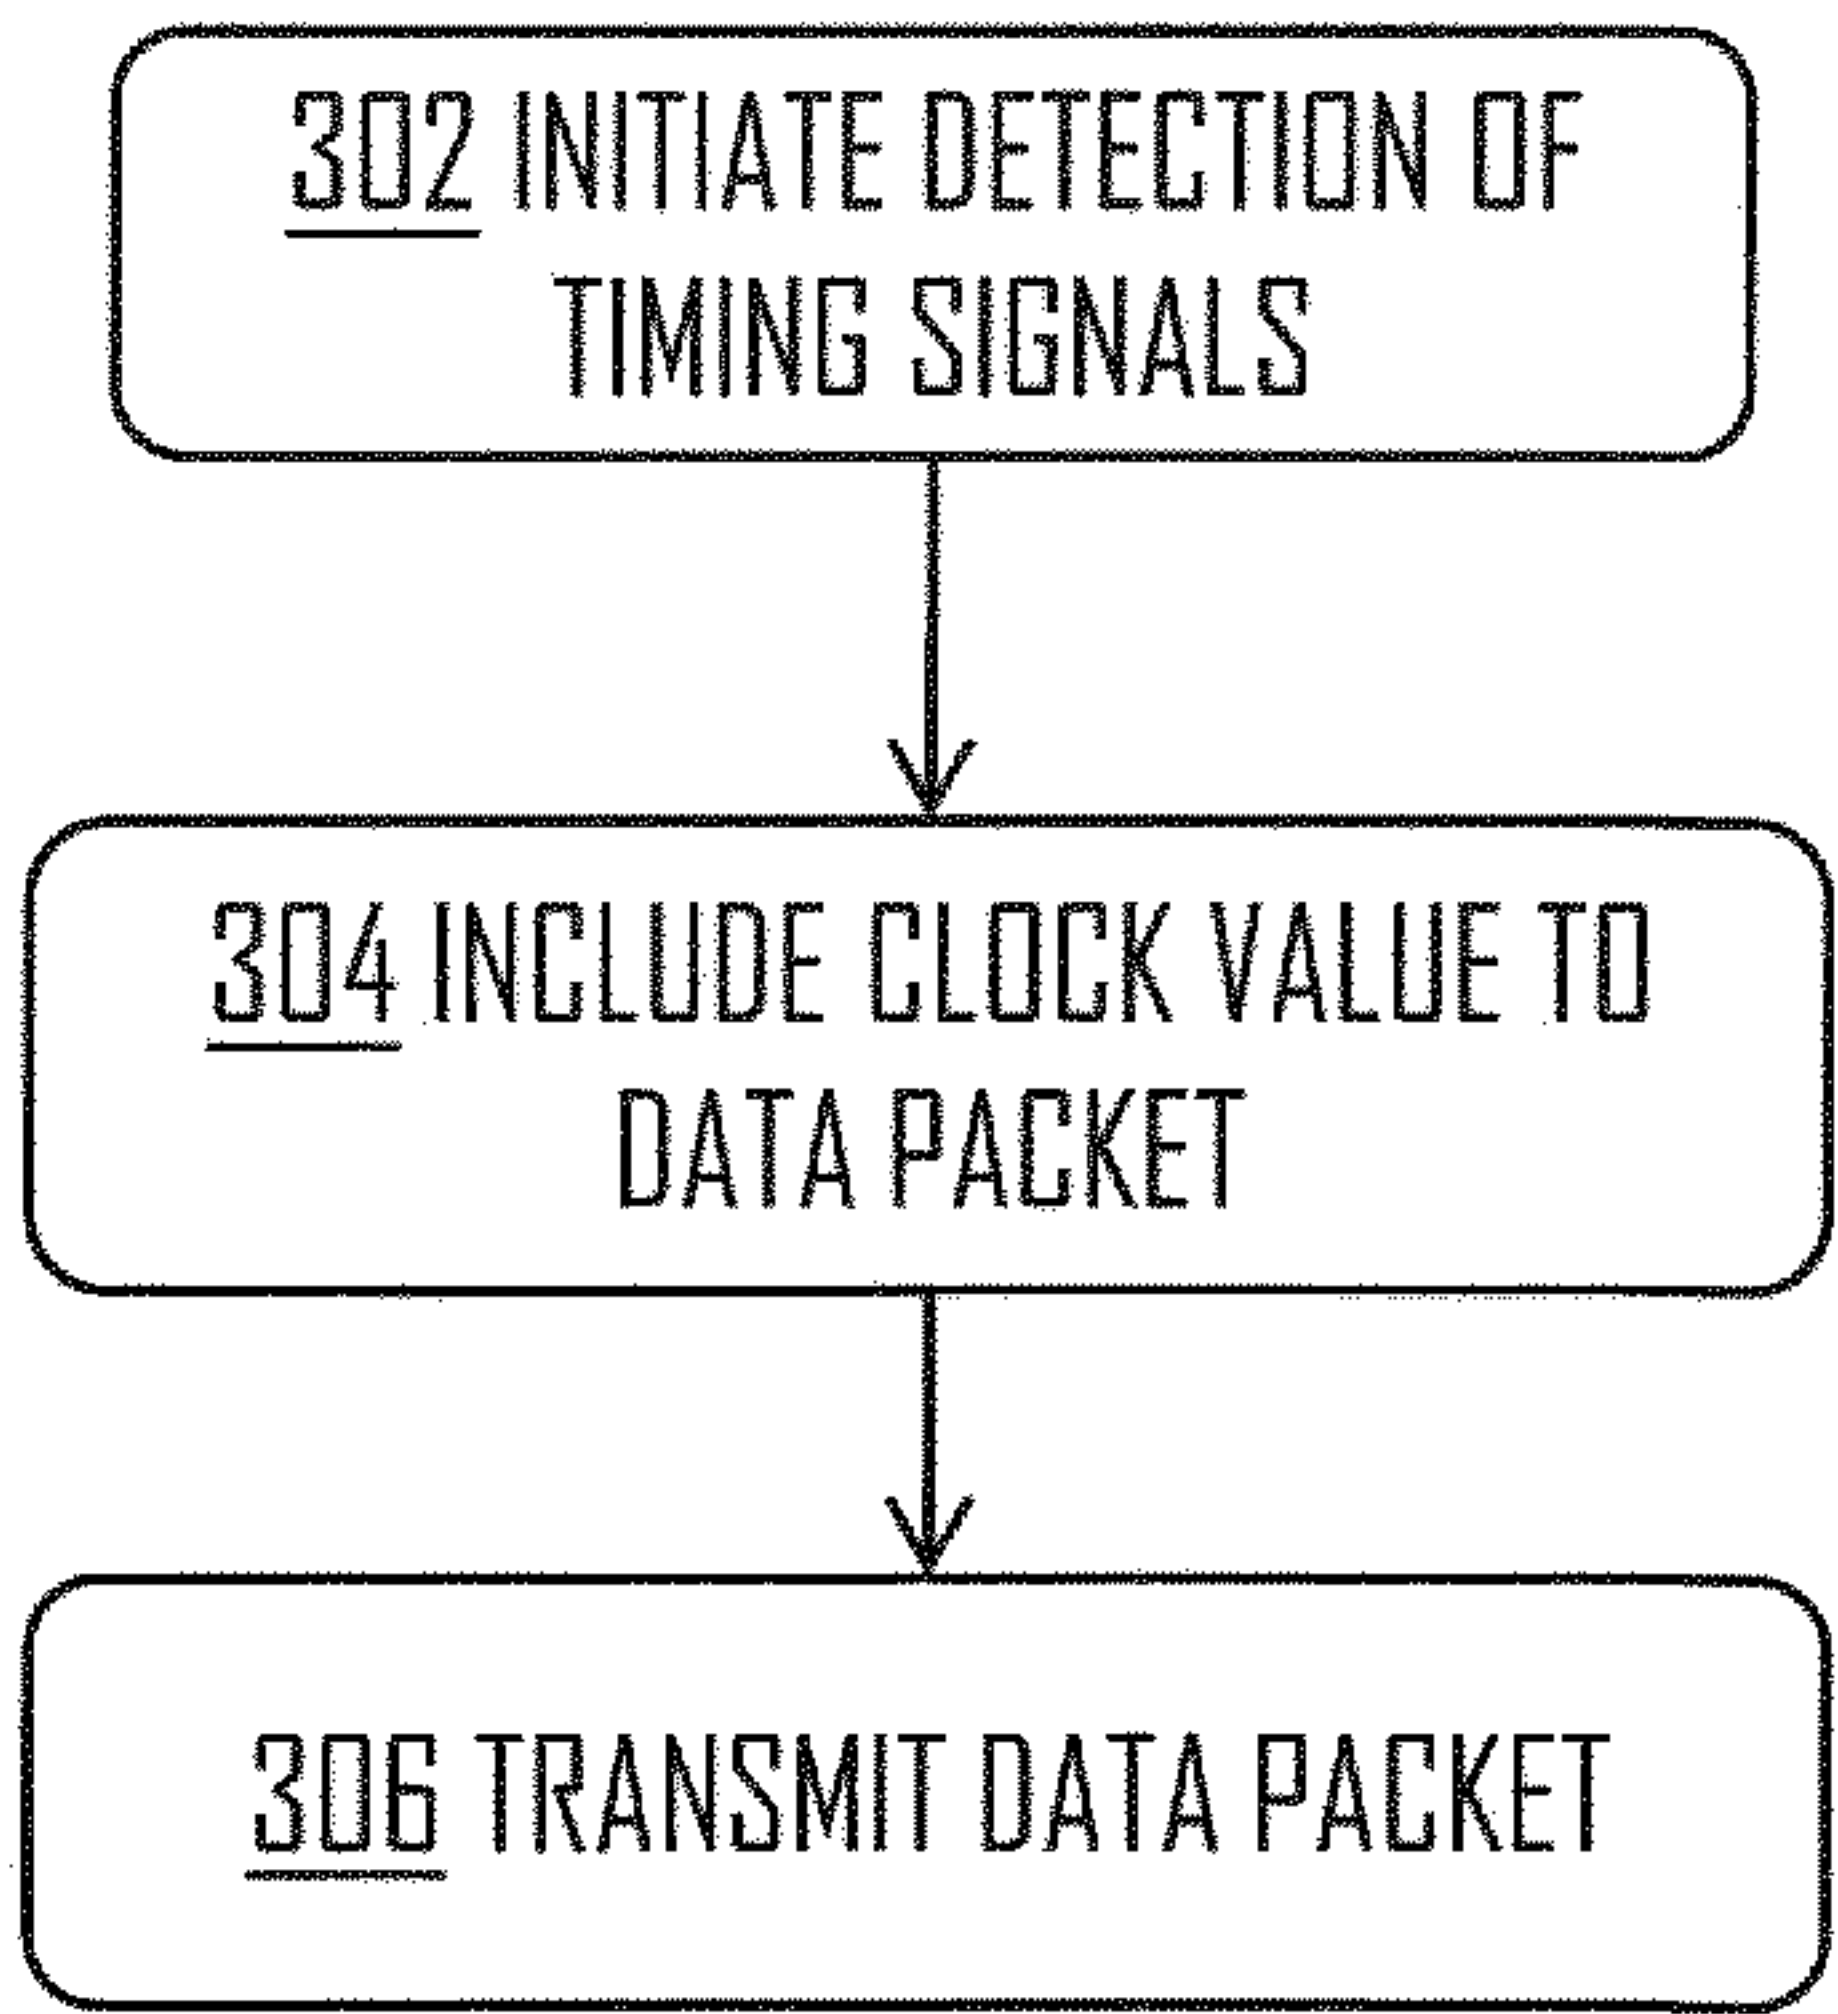 302 INITIATE DETECTION OF
TIMING SIGNALS
304 INCLUDE CLOCK VALUE TO
DATA PACKET
306 TRANSMIT DATA PACKET